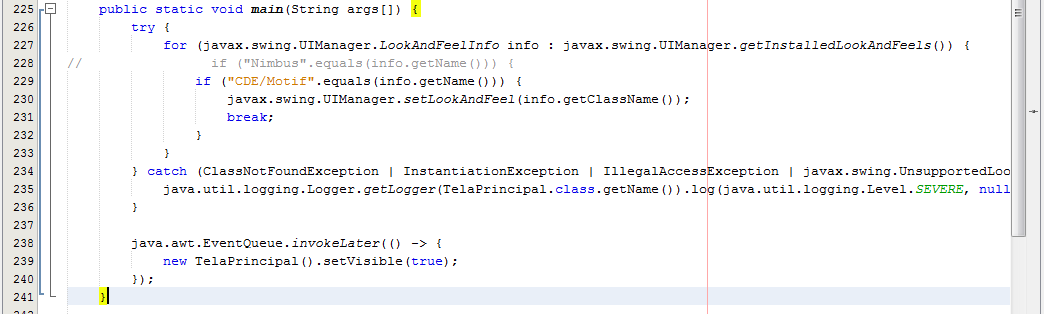 225     public static void main(String args[]) {
226         try {
227             for (javax.swing.UIManager.LookAndFeelInfo info : javax.swing.UIManager.getInstalledLookAndFeels()) {
228 //                if ("Nimbus".equals(info.getName())) {
229                 if ("CDE/Motif".equals(info.getName())) {
230                     javax.swing.UIManager.setLookAndFeel(info.getClassName());
231                     break;
232                 }
233             }
234         } catch (ClassNotFoundException | InstantiationException | IllegalAccessException | javax.swing.UnsupportedLoo
235             java.util.logging.Logger.getLogger(TelaPrincipal.class.getName()).log(java.util.logging.Level.SEVERE, null
236         }
237
238         java.awt.EventQueue.invokeLater(() -> {
239             new TelaPrincipal().setVisible(true);
240         });
241     }